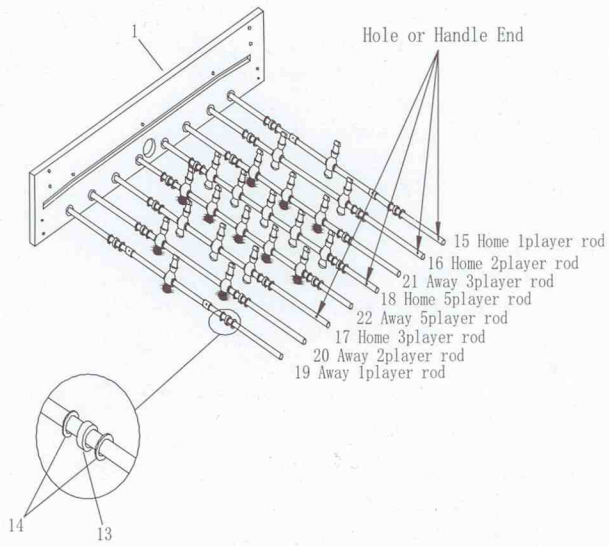 1
Hole or Handle End
15 Home 1player rod
16 Home 2player rod
21 Away 3player rod
18 Home 5player rod
22 Away 5player rod
17 Home 3player rod
20 Away 2player rod
19 Away 1player rod
14
13